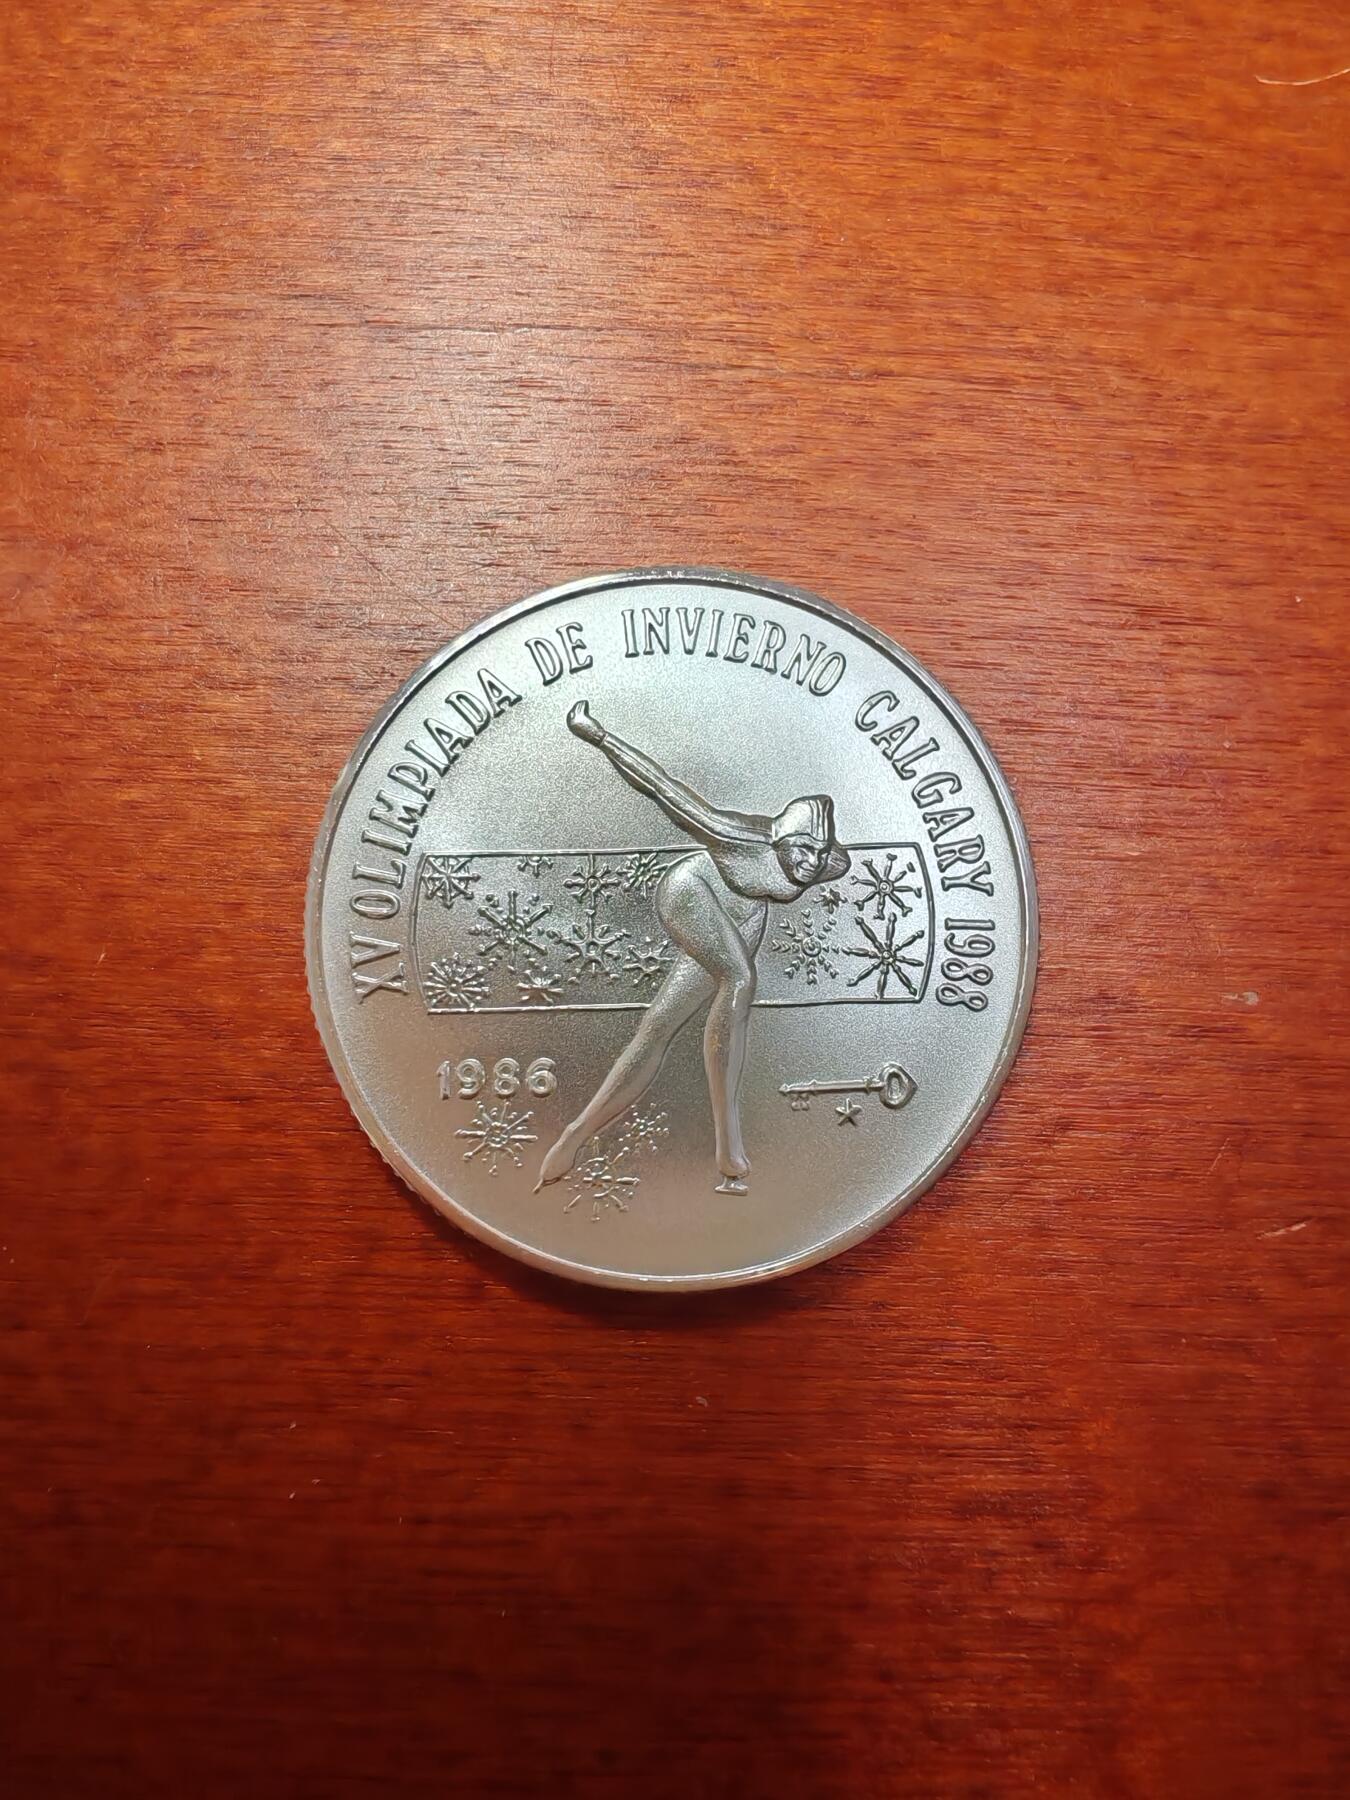 XV OLIMPIADA DE INVIERNO CALGARY 1988
1986